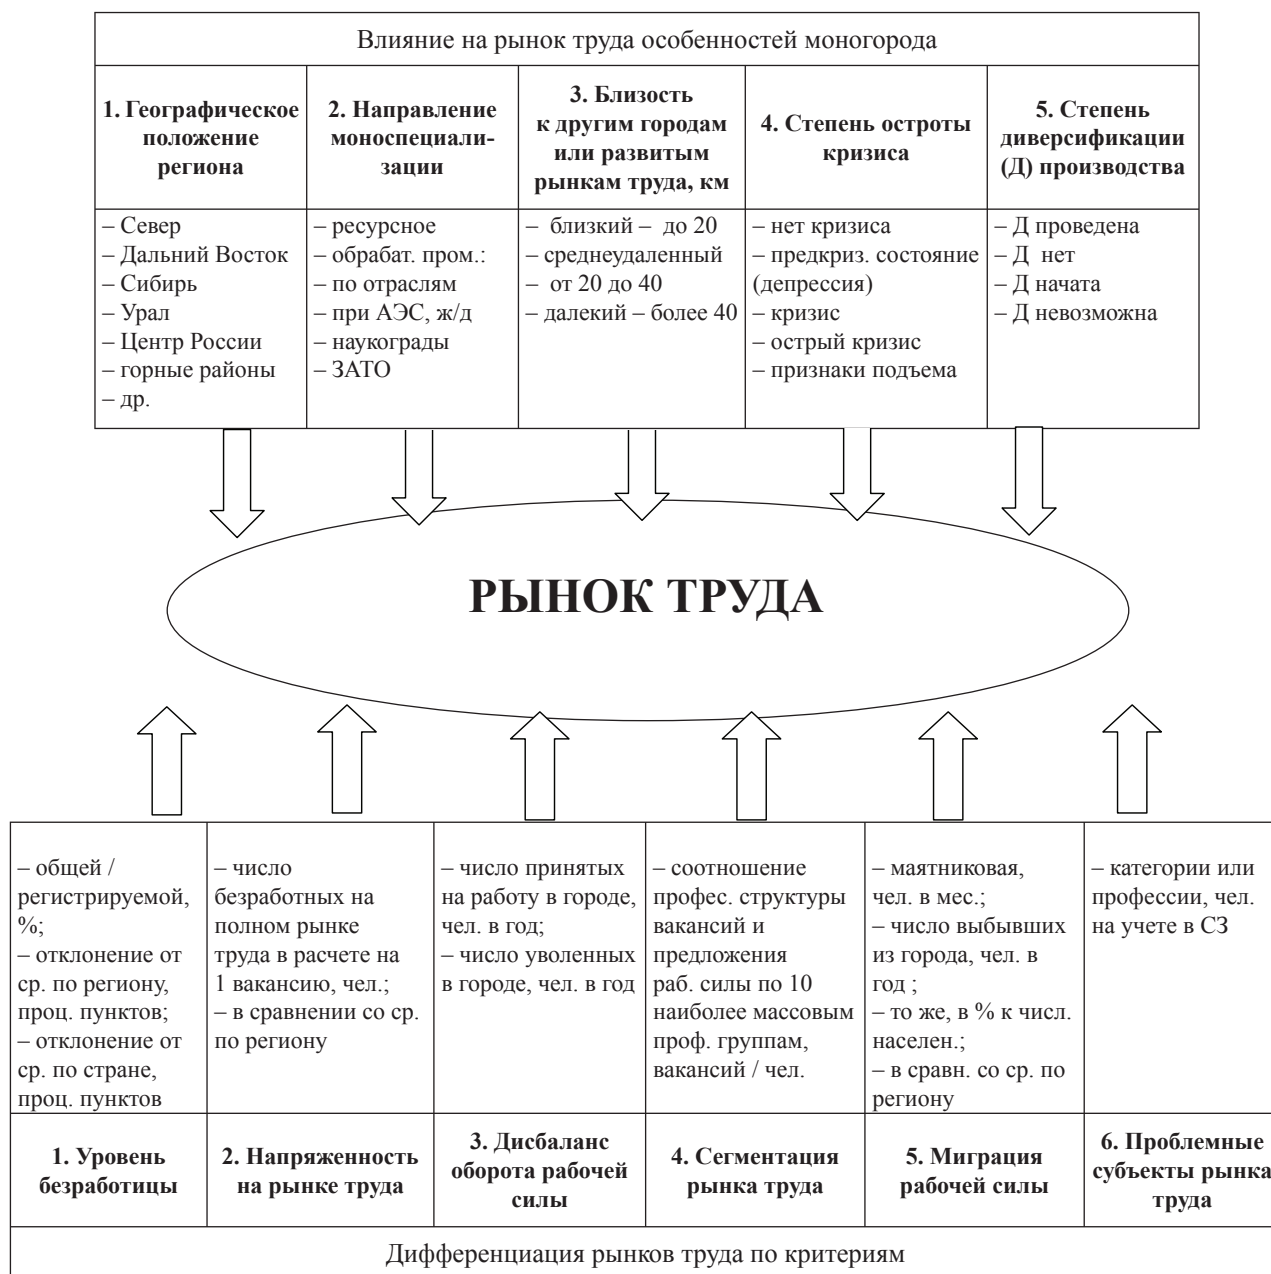 Влияние на рынок труда особенностей моногорода
1. Географическое
положение
региона
2. Направление
моноспециали-
зации
3. Близость
к другим городам
или развитым
рынкам труда, км
4. Степень остроты
кризиса
5. Степень
диверсификации
(Д) производства
– Север
– Дальний Восток
– Сибирь
– Урал
– Центр России
– горные районы
– др.
– ресурсное
– обрабат. пром.:
– по отраслям
– при АЭС, ж/д
– наукограды
– ЗАТО
– близкий – до 20
– среднеудаленный
– от 20 до 40
– далекий – более 40
– нет кризиса
– предкриз. состояние
(депрессия)
– кризис
– острый кризис
– признаки подъема
– Д проведена
– Д нет
– Д начата
– Д невозможна
РЫНОК ТРУДА
– общей /
регистрируемой,
%;
– отклонение от
ср. по региону,
проц. пунктов;
– отклонение от
ср. по стране,
проц. пунктов
– число
безработных на
полном рынке
труда в расчете на
1 вакансию, чел.;
– в сравнении со ср.
по региону
– число принятых
на работу в городе,
чел. в год;
– число уволенных
в городе, чел. в год
– соотношение
профес. структуры
вакансий и
предложения
раб. силы по 10
наиболее массовым
проф. группам,
вакансий / чел.
– маятниковая,
чел. в мес.;
– число выбывших
из города, чел. в
год ;
– то же, в % к числ.
населен.;
– в сравн. со ср. по
региону
– категории или
профессии, чел.
на учете в СЗ
1. Уровень
безработицы
2. Напряженность
на рынке труда
3. Дисбаланс
оборота рабочей
силы
4. Сегментация
рынка труда
5. Миграция
рабочей силы
6. Проблемные
субъекты рынка
труда
Дифференциация рынков труда по критериям